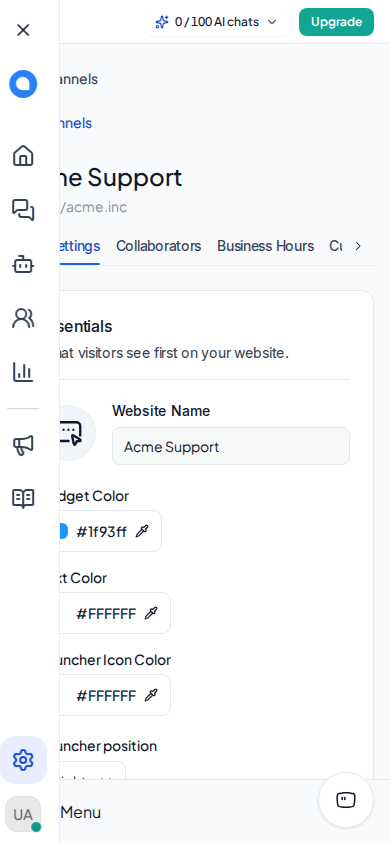 0 / 100 AI chats
Upgrade
annels
nnels
ne Support
/acme.inc
ettings
Collaborators
Business Hours
Cu
sentials
at visitors see first on your website.
Website Name
Acme Support
dget Color
#1f93ff
xt Color
#FFFFFF
uncher Icon Color
#FFFFFF
uncher position
UA
Menu